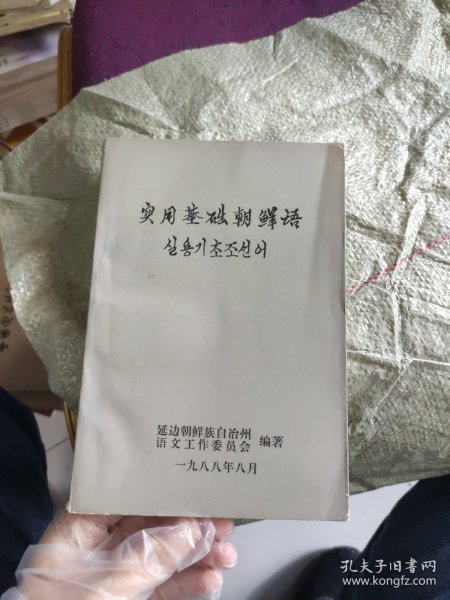 实用基础朝鲜语
실용기초조선어
延边朝鲜族自治州
语文工作委员会 编著
一九八八年八月
孔夫子旧书网
www.kongfz.com